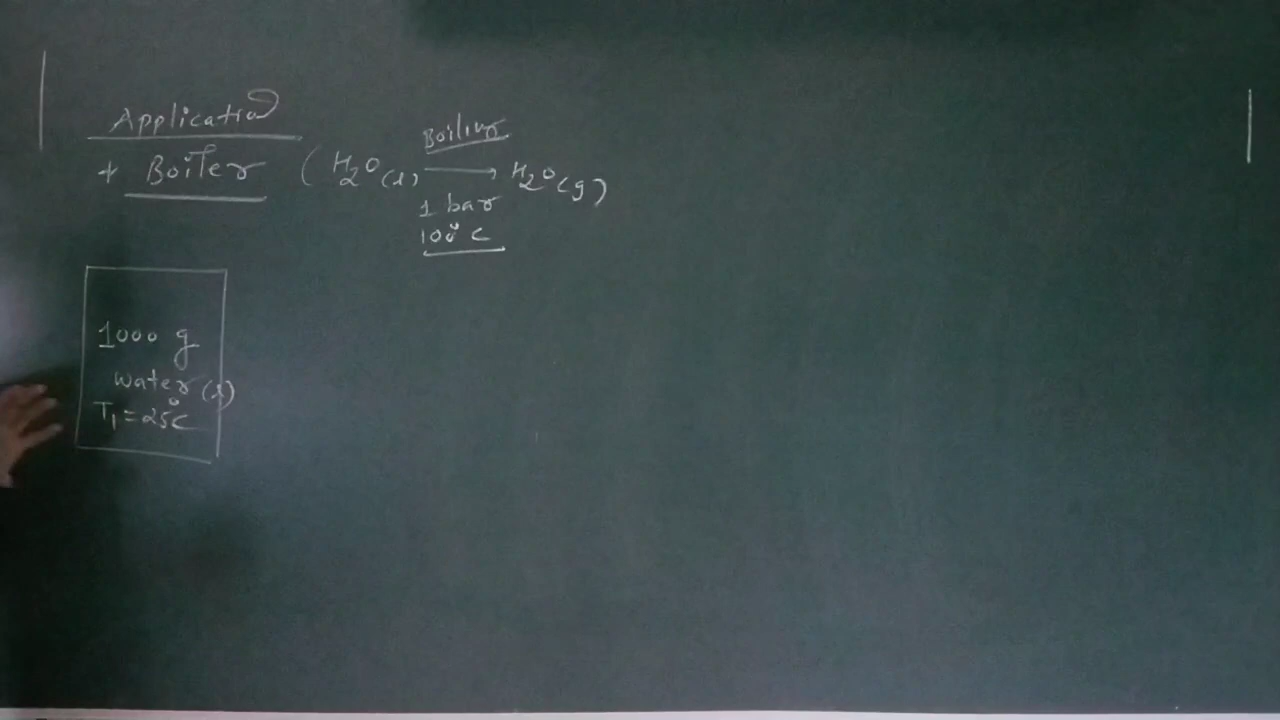 Application
* Boiler ( H2O(l) ⟶ H2O(g) )
Boiling
1 bar
100° C
1000 g
water (l)
T1 = 25°C